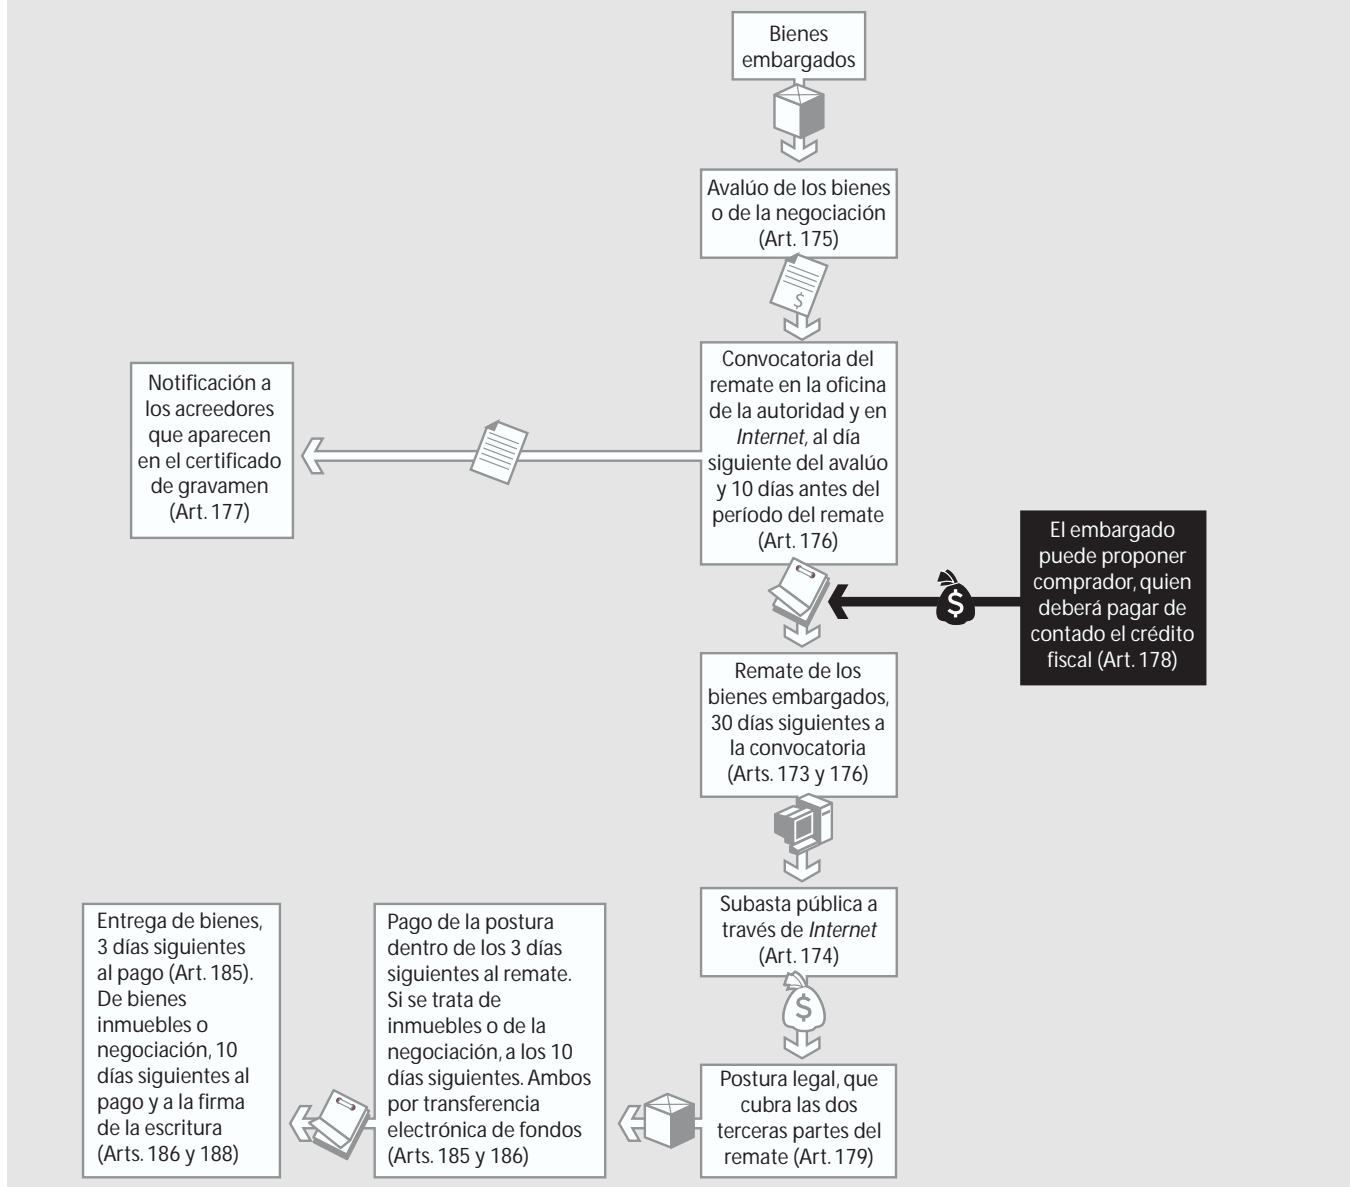 Bienes
embargados
Avalúo de los bienes
o de la negociación
(Art. 175)
$
Convocatoria del
remate en la oficina
de la autoridad y en
Internet, al día
siguiente del avalúo
y 10 días antes del
período del remate
(Art. 176)
Notificación a
los acreedores
que aparecen
en el certificado
de gravamen
(Art. 177)
El embargado
puede proponer
comprador, quien
deberá pagar de
contado el crédito
fiscal (Art. 178)
$
Remate de los
bienes embargados,
30 días siguientes a
la convocatoria
(Arts. 173 y 176)
Subasta pública a
través de Internet
(Art. 174)
$
Postura legal, que
cubra las dos
terceras partes del
remate (Art. 179)
Pago de la postura
dentro de los 3 días
siguientes al remate.
Si se trata de
inmuebles o de la
negociación, a los 10
días siguientes. Ambos
por transferencia
electrónica de fondos
(Arts. 185 y 186)
Entrega de bienes,
3 días siguientes
al pago (Art. 185).
De bienes
inmuebles o
negociación, 10
días siguientes al
pago y a la firma
de la escritura
(Arts. 186 y 188)